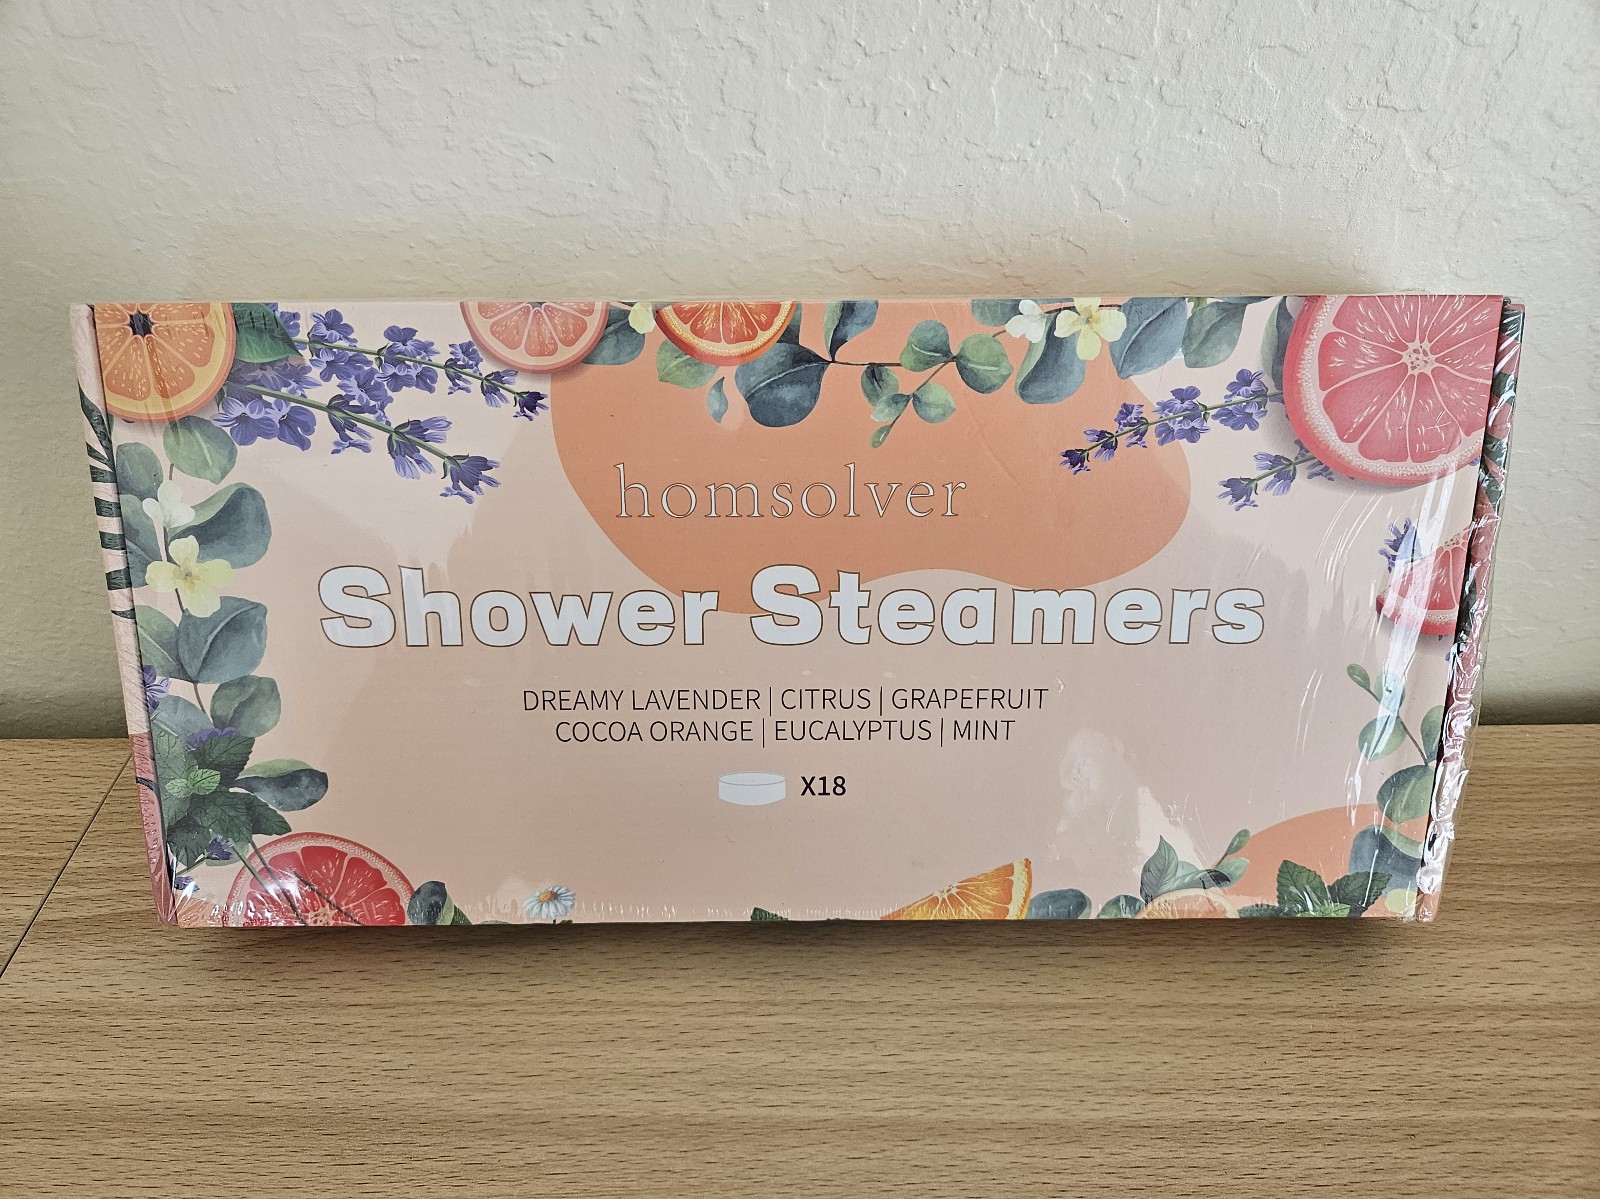 homsolver
Shower Steamers
DREAMY LAVENDER | CITRUS | GRAPEFRUIT
COCOA ORANGE | EUCALYPTUS | MINT
X18